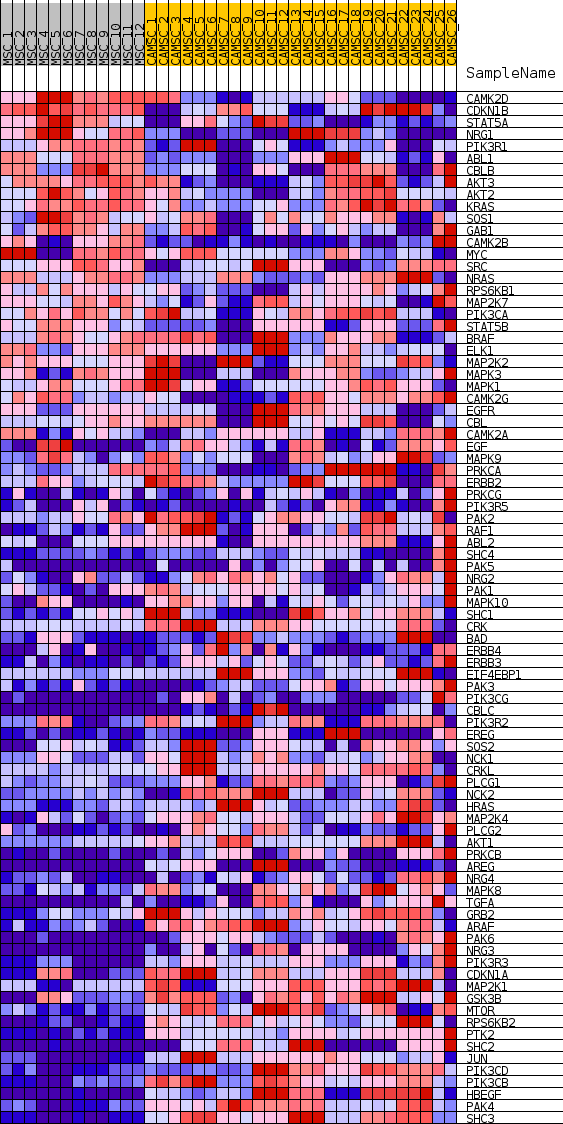 MSC_1
MSC_2
MSC_3
MSC_4
MSC_5
MSC_6
MSC_7
MSC_8
MSC_9
MSC_10
MSC_11
MSC_12
CAMSC_1
CAMSC_2
CAMSC_3
CAMSC_4
CAMSC_5
CAMSC_6
CAMSC_7
CAMSC_8
CAMSC_9
CAMSC_10
CAMSC_11
CAMSC_12
CAMSC_13
CAMSC_14
CAMSC_15
CAMSC_16
CAMSC_17
CAMSC_18
CAMSC_19
CAMSC_20
CAMSC_21
CAMSC_22
CAMSC_23
CAMSC_24
CAMSC_25
CAMSC_26
SampleName
CAMK2D
CDKN1B
STAT5A
NRG1
PIK3R1
ABL1
CBLB
AKT3
AKT2
KRAS
SOS1
GAB1
CAMK2B
MYC
SRC
NRAS
RPS6KB1
MAP2K7
PIK3CA
STAT5B
BRAF
ELK1
MAP2K2
MAPK3
MAPK1
CAMK2G
EGFR
CBL
CAMK2A
EGF
MAPK9
PRKCA
ERBB2
PRKCG
PIK3R5
PAK2
RAF1
ABL2
SHC4
PAK5
NRG2
PAK1
MAPK10
SHC1
CRK
BAD
ERBB4
ERBB3
EIF4EBP1
PAK3
PIK3CG
CBLC
PIK3R2
EREG
SOS2
NCK1
CRKL
PLCG1
NCK2
HRAS
MAP2K4
PLCG2
AKT1
PRKCB
AREG
NRG4
MAPK8
TGFA
GRB2
ARAF
PAK6
NRG3
PIK3R3
CDKN1A
MAP2K1
GSK3B
MTOR
RPS6KB2
PTK2
SHC2
JUN
PIK3CD
PIK3CB
HBEGF
PAK4
SHC3